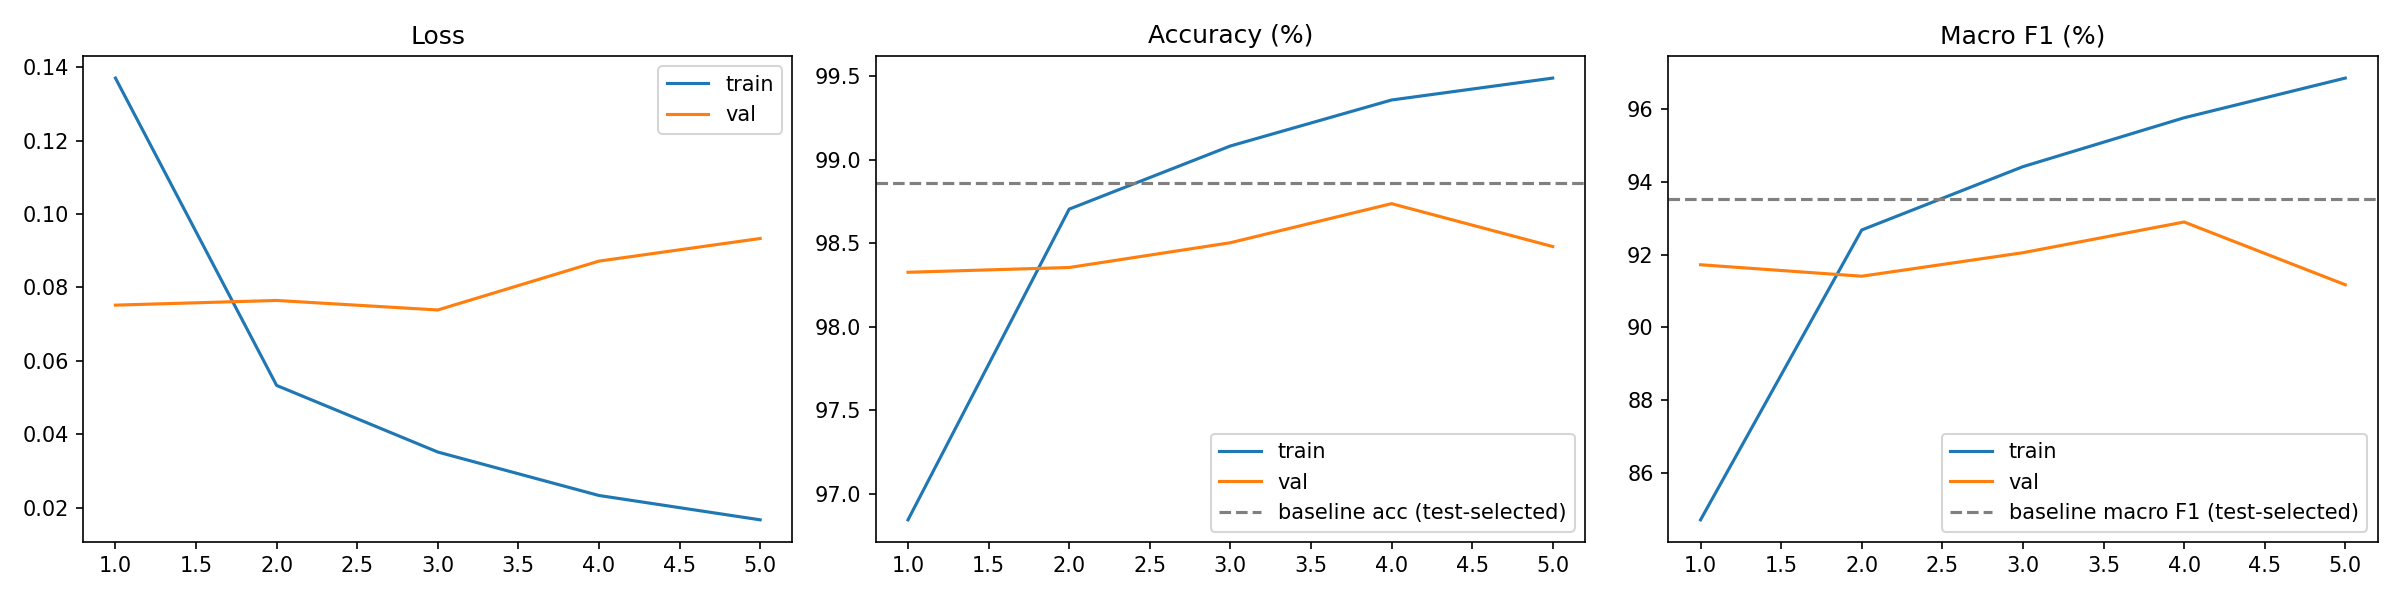 Loss
0.14
0.12
0.10
0.08
0.06
0.04
0.02
1.0 1.5 2.0 2.5 3.0 3.5 4.0 4.5 5.0
train
val
Accuracy (%)
99.5
99.0
98.5
98.0
97.5
97.0
1.0 1.5 2.0 2.5 3.0 3.5 4.0 4.5 5.0
train
val
baseline acc (test-selected)
Macro F1 (%)
96
94
92
90
88
86
1.0 1.5 2.0 2.5 3.0 3.5 4.0 4.5 5.0
train
val
baseline macro F1 (test-selected)